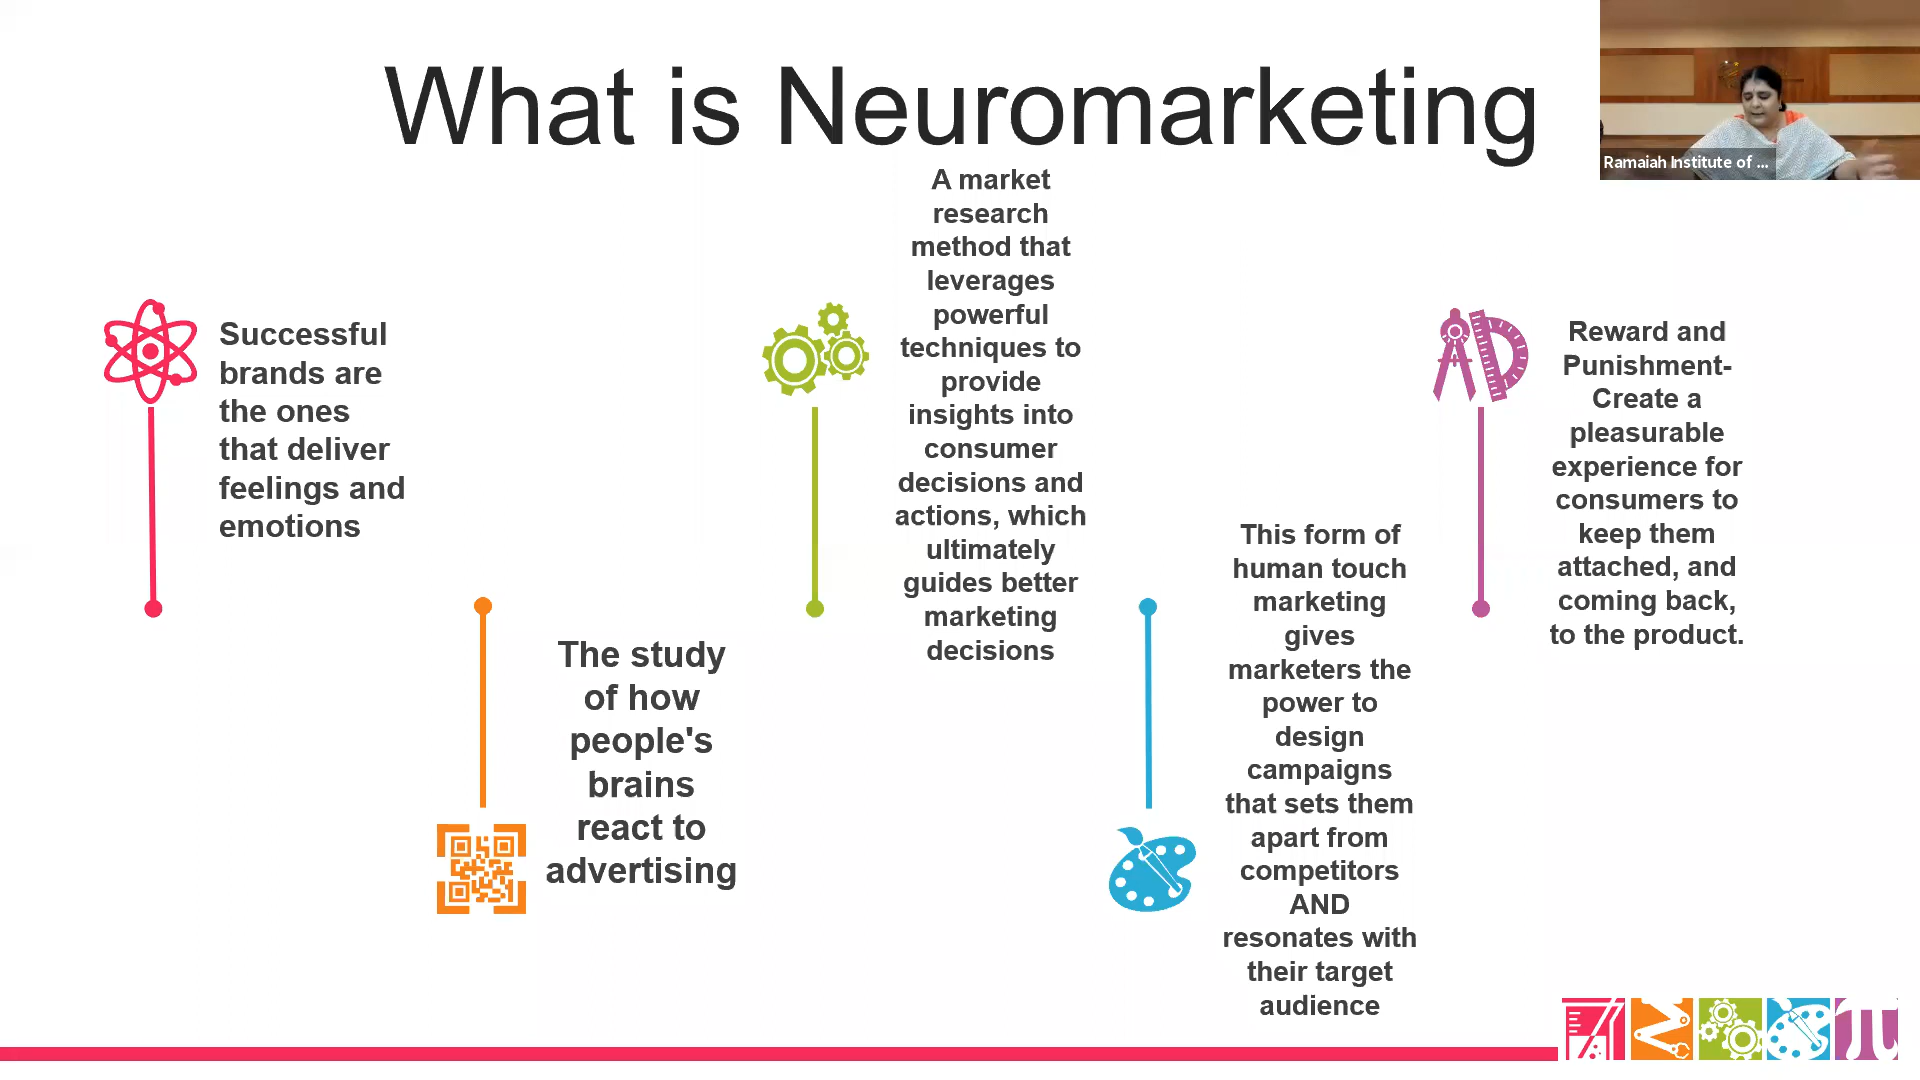 What is Neuromarketing
Ramaiah Institute of ...
Successful
brands are
the ones
that deliver
feelings and
emotions
The study
of how
people's
brains
react to
advertising
A market
research
method that
leverages
powerful
techniques to
provide
insights into
consumer
decisions and
actions, which
ultimately
guides better
marketing
decisions
This form of
human touch
marketing
gives
marketers the
power to
design
campaigns
that sets them
apart from
competitors
AND
resonates with
their target
audience
Reward and
Punishment-
Create a
pleasurable
experience for
consumers to
keep them
attached, and
coming back,
to the product.